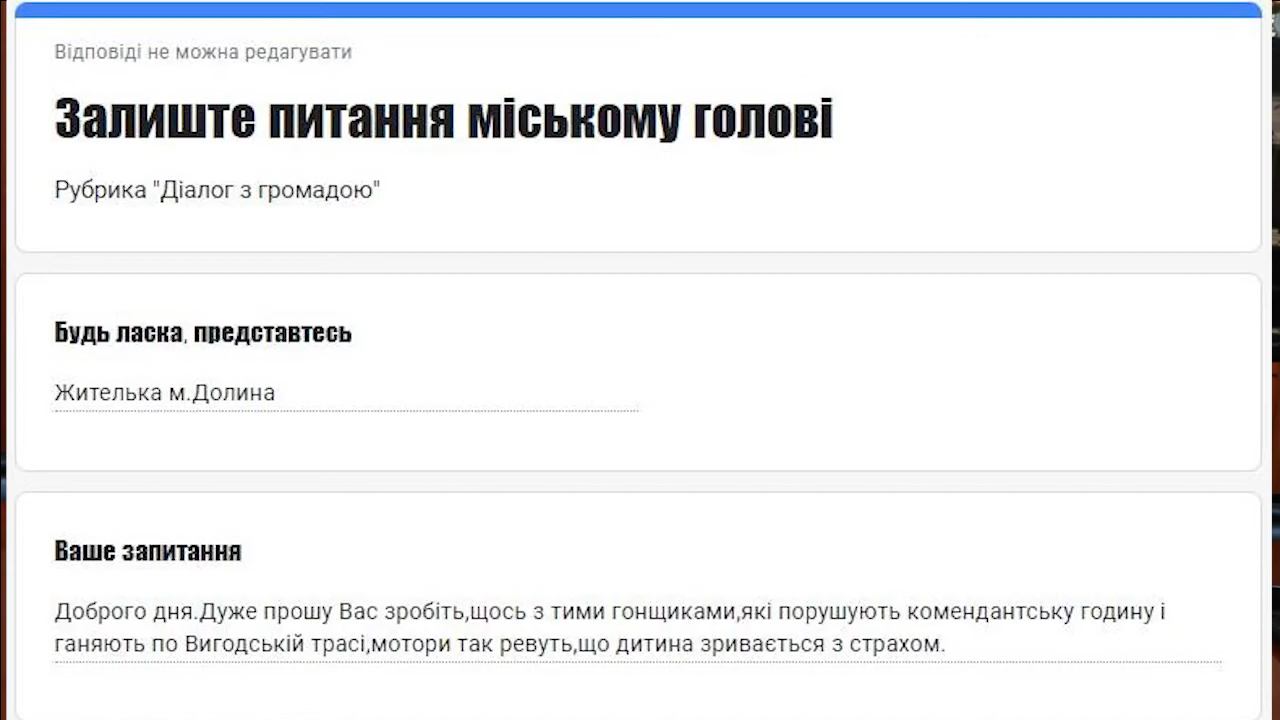 Відповіді не можна редагувати
Залиште питання міському голові
Рубрика "Діалог з громадою"
Будь ласка, представтесь
Жителька м.Долина
Ваше запитання
Доброго дня.Дуже прошу Вас зробіть,щось з тими гонщиками,які порушують комендантську годину і
ганяють по Вигодській трасі,мотори так ревуть,що дитина зривається з страхом.